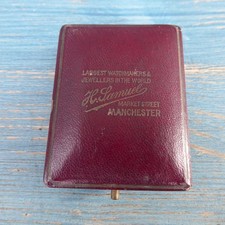 LARGEST WATCHMAKERS &
JEWELLERS IN THE WORLD
H. Samuel
MARKET STREET
MANCHESTER